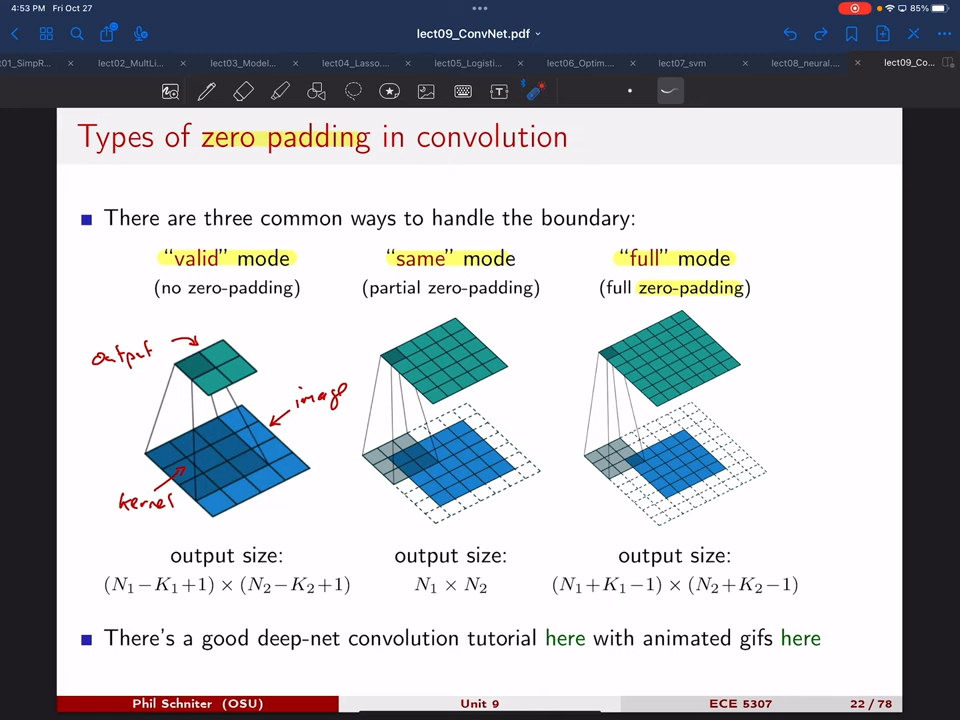 4:53 PM Fri Oct 27
85%
lect09_ConvNet.pdf
01_SimpR...
lect02_MultLi...
lect03_Model...
lect04_Lasso...
lect05_Logisti...
lect06_Optim...
lect07_svm
lect08_neural...
lect09_Co...
Types of zero padding in convolution
There are three common ways to handle the boundary:
“valid” mode “same” mode “full” mode
(no zero-padding) (partial zero-padding) (full zero-padding)
output
image
kernel
output size: output size: output size:
(N₁−K₁+1) × (N₂−K₂+1) N₁ × N₂ (N₁+K₁−1) × (N₂+K₂−1)
There's a good deep-net convolution tutorial here with animated gifs here
Phil Schniter (OSU) Unit 9 ECE 5307 22 / 78